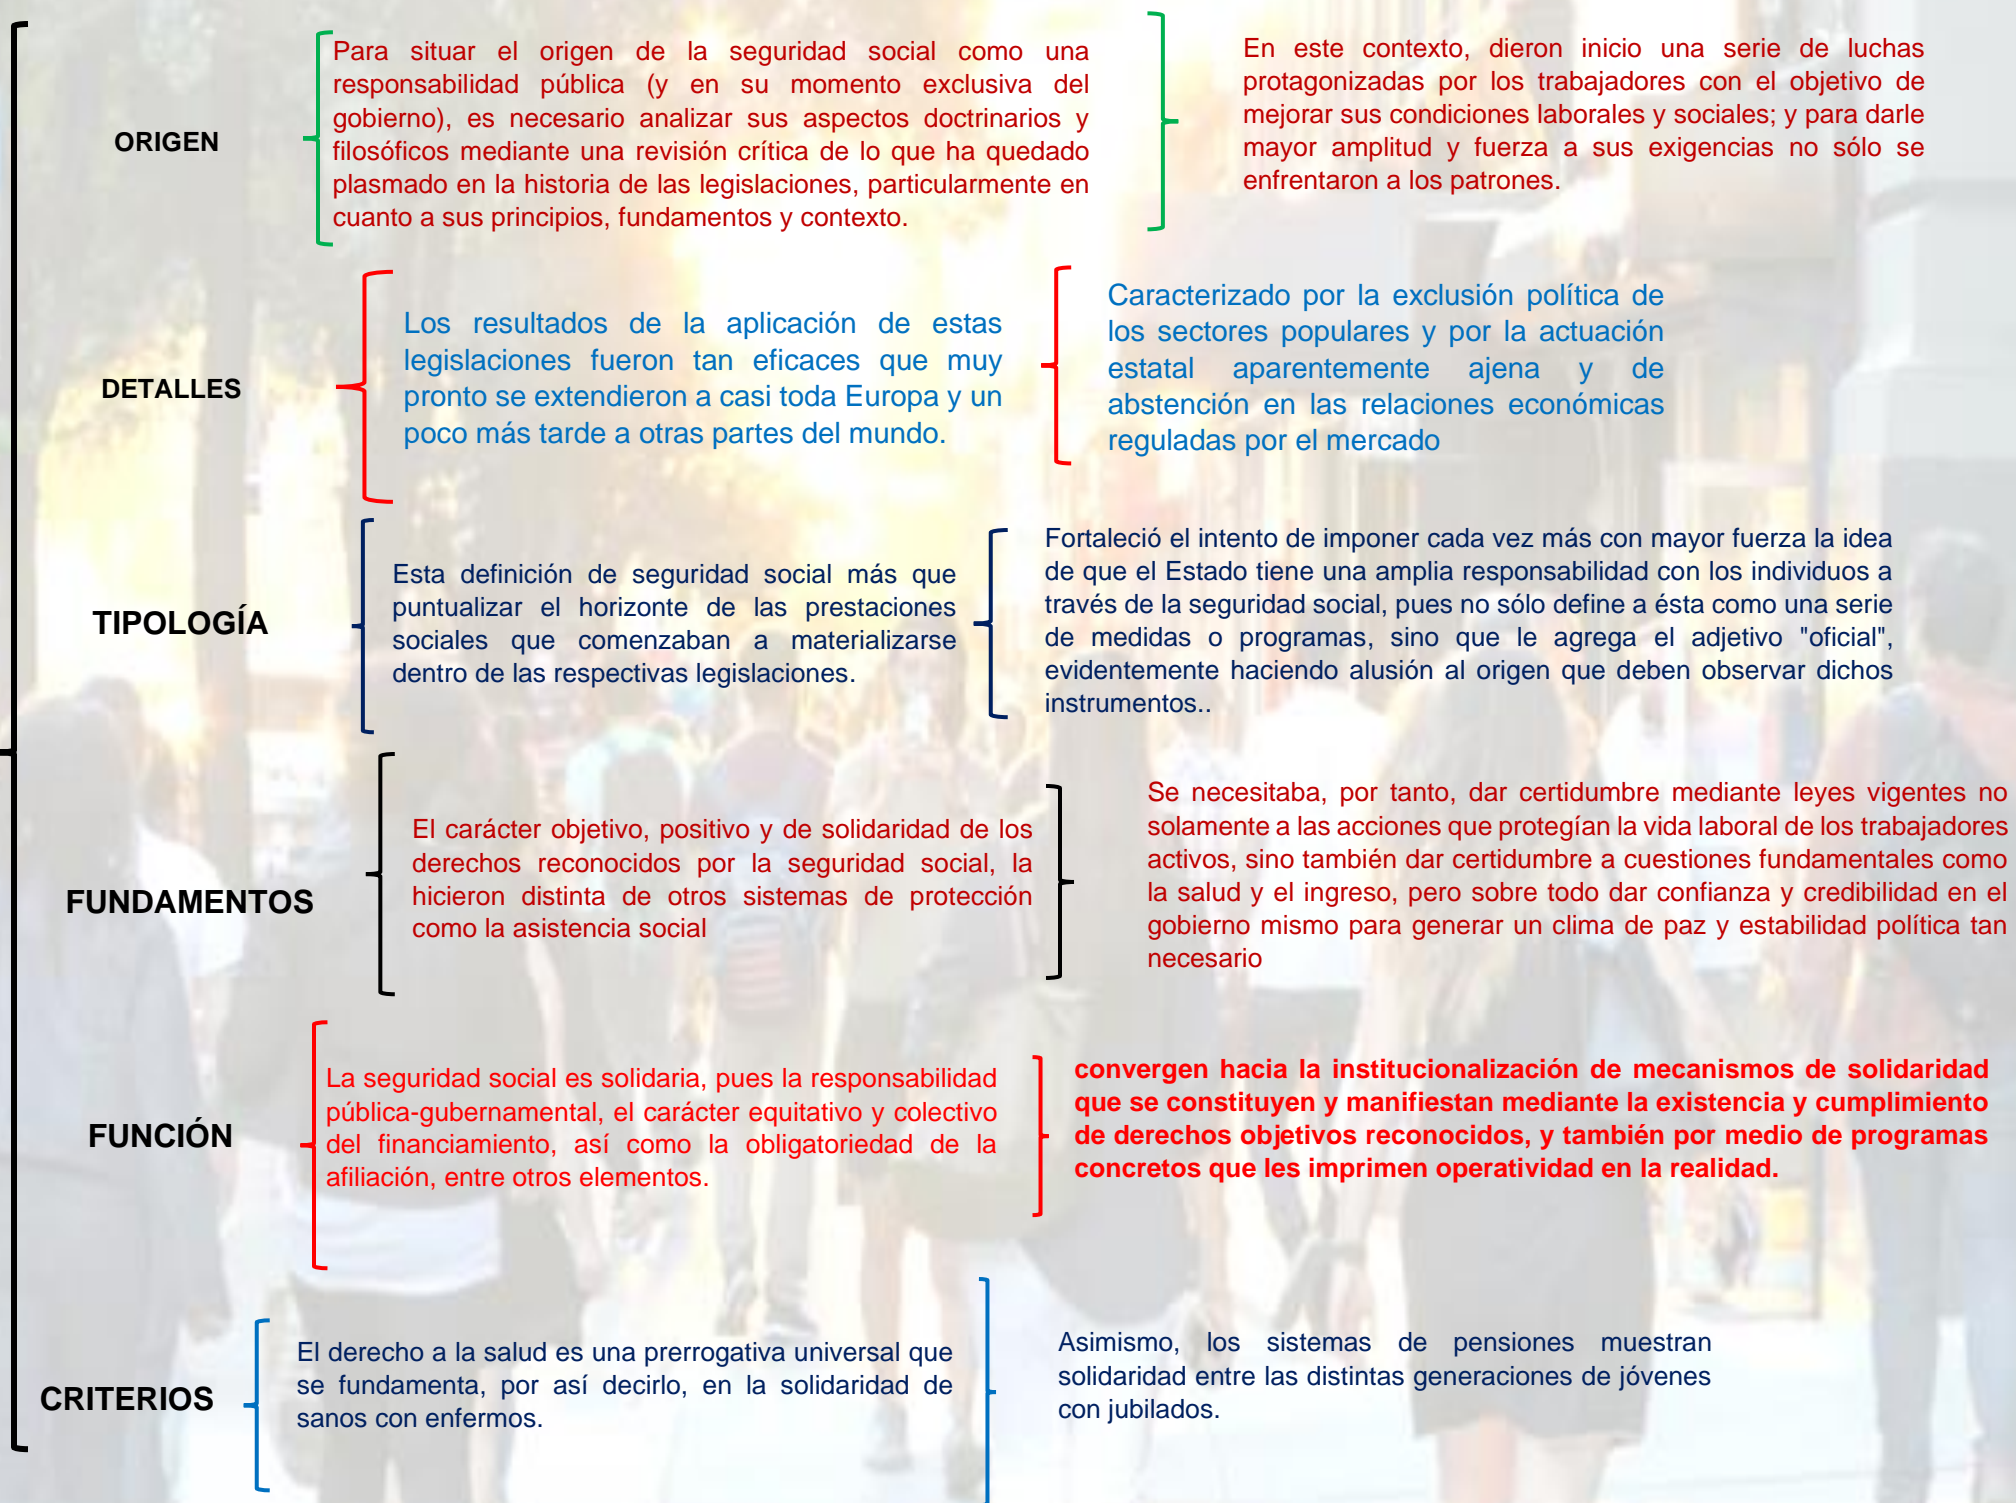 ORIGEN
Para situar el origen de la seguridad social como una
responsabilidad pública (y en su momento exclusiva del
gobierno), es necesario analizar sus aspectos doctrinarios y
filosóficos mediante una revisión crítica de lo que ha quedado
plasmado en la historia de las legislaciones, particularmente en
cuanto a sus principios, fundamentos y contexto.
En este contexto, dieron inicio una serie de luchas
protagonizadas por los trabajadores con el objetivo de
mejorar sus condiciones laborales y sociales; y para darle
mayor amplitud y fuerza a sus exigencias no sólo se
enfrentaron a los patrones.
DETALLES
Los resultados de la aplicación de estas
legislaciones fueron tan eficaces que muy
pronto se extendieron a casi toda Europa y un
poco más tarde a otras partes del mundo.
Caracterizado por la exclusión política de
los sectores populares y por la actuación
estatal aparentemente ajena y de
abstención en las relaciones económicas
reguladas por el mercado
TIPOLOGÍA
Esta definición de seguridad social más que
puntualizar el horizonte de las prestaciones
sociales que comenzaban a materializarse
dentro de las respectivas legislaciones.
Fortaleció el intento de imponer cada vez más con mayor fuerza la idea
de que el Estado tiene una amplia responsabilidad con los individuos a
través de la seguridad social, pues no sólo define a ésta como una serie
de medidas o programas, sino que le agrega el adjetivo "oficial",
evidentemente haciendo alusión al origen que deben observar dichos
instrumentos..
FUNDAMENTOS
El carácter objetivo, positivo y de solidaridad de los
derechos reconocidos por la seguridad social, la
hicieron distinta de otros sistemas de protección
como la asistencia social
Se necesitaba, por tanto, dar certidumbre mediante leyes vigentes no
solamente a las acciones que protegían la vida laboral de los trabajadores
activos, sino también dar certidumbre a cuestiones fundamentales como
la salud y el ingreso, pero sobre todo dar confianza y credibilidad en el
gobierno mismo para generar un clima de paz y estabilidad política tan
necesario
FUNCIÓN
La seguridad social es solidaria, pues la responsabilidad
pública-gubernamental, el carácter equitativo y colectivo
del financiamiento, así como la obligatoriedad de la
afiliación, entre otros elementos.
convergen hacia la institucionalización de mecanismos de solidaridad
que se constituyen y manifiestan mediante la existencia y cumplimiento
de derechos objetivos reconocidos, y también por medio de programas
concretos que les imprimen operatividad en la realidad.
CRITERIOS
El derecho a la salud es una prerrogativa universal que
se fundamenta, por así decirlo, en la solidaridad de
sanos con enfermos.
Asimismo, los sistemas de pensiones muestran
solidaridad entre las distintas generaciones de jóvenes
con jubilados.